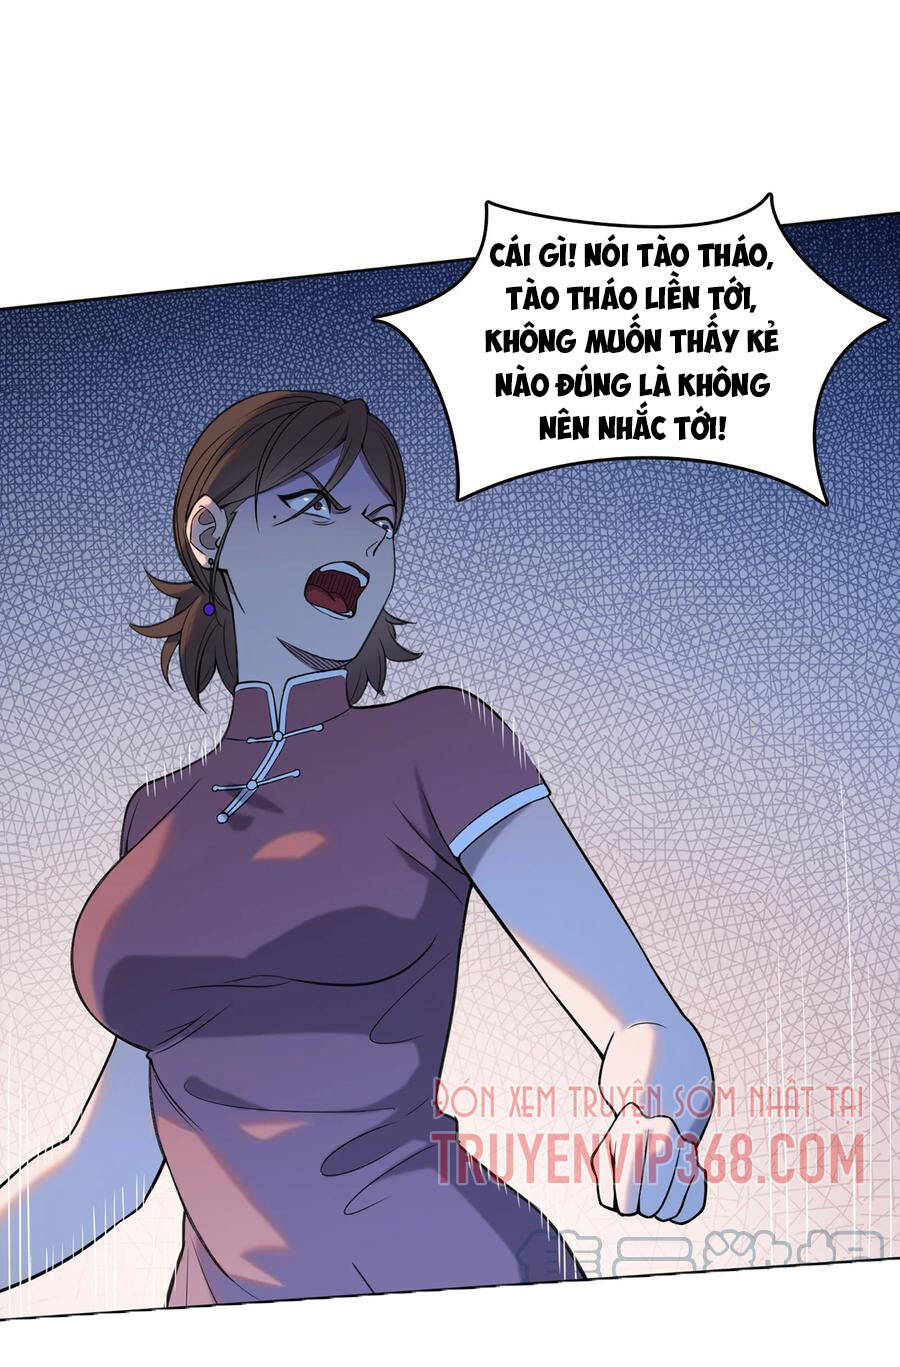 CÁI GÌ! NÓI TÀO THÁO,
TÀO THÁO LIỀN TỚI,
KHÔNG MUỐN THẤY KẺ
NÀO ĐÚNG LÀ KHÔNG
NÊN NHẮC TỚI!
ĐÓN XEM TRUYỆN SỚM NHẤT TẠI
TRUYENVIP368.COM